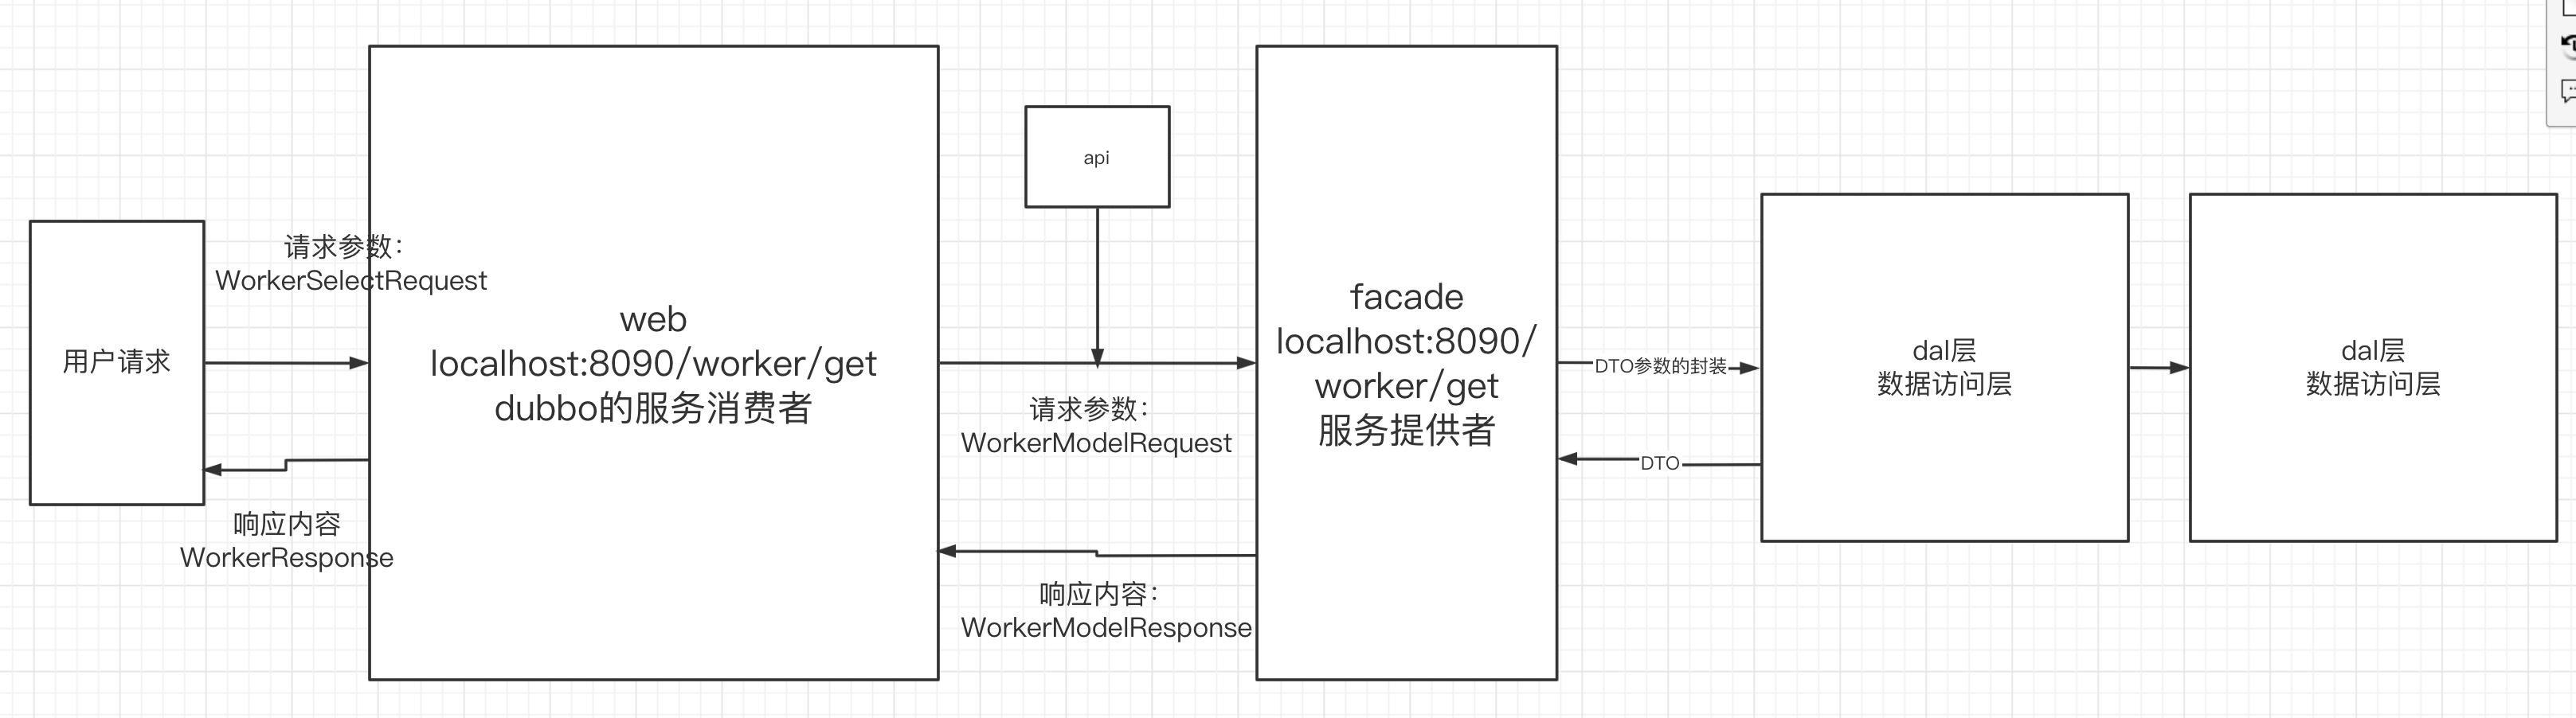 用户请求
请求参数：
WorkerSelectRequest
响应内容
WorkerResponse
web
localhost:8090/worker/get
dubbo的服务消费者
api
请求参数：
WorkerModelRequest
响应内容：
WorkerModelResponse
facade
localhost:8090/
worker/get
服务提供者
DTO参数的封装
DTO
dal层
数据访问层
dal层
数据访问层